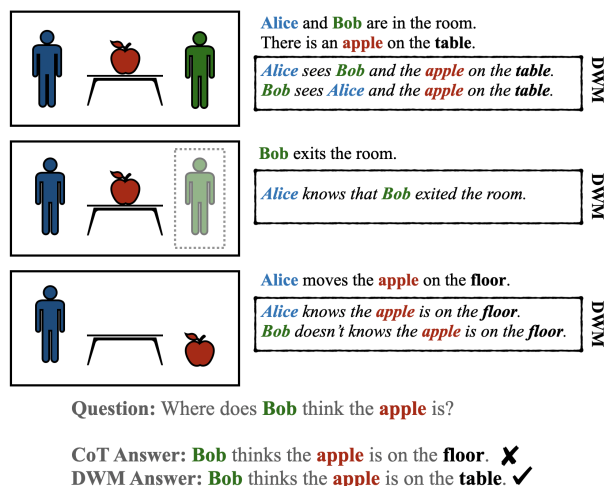 Alice and Bob are in the room.
There is an apple on the table.
Alice sees Bob and the apple on the table.
Bob sees Alice and the apple on the table.
DWM
Bob exits the room.
Alice knows that Bob exited the room.
DWM
Alice moves the apple on the floor.
Alice knows the apple is on the floor.
Bob doesn't knows the apple is on the floor.
DWM
Question: Where does Bob think the apple is?
CoT Answer: Bob thinks the apple is on the floor. ✘
DWM Answer: Bob thinks the apple is on the table. ✓